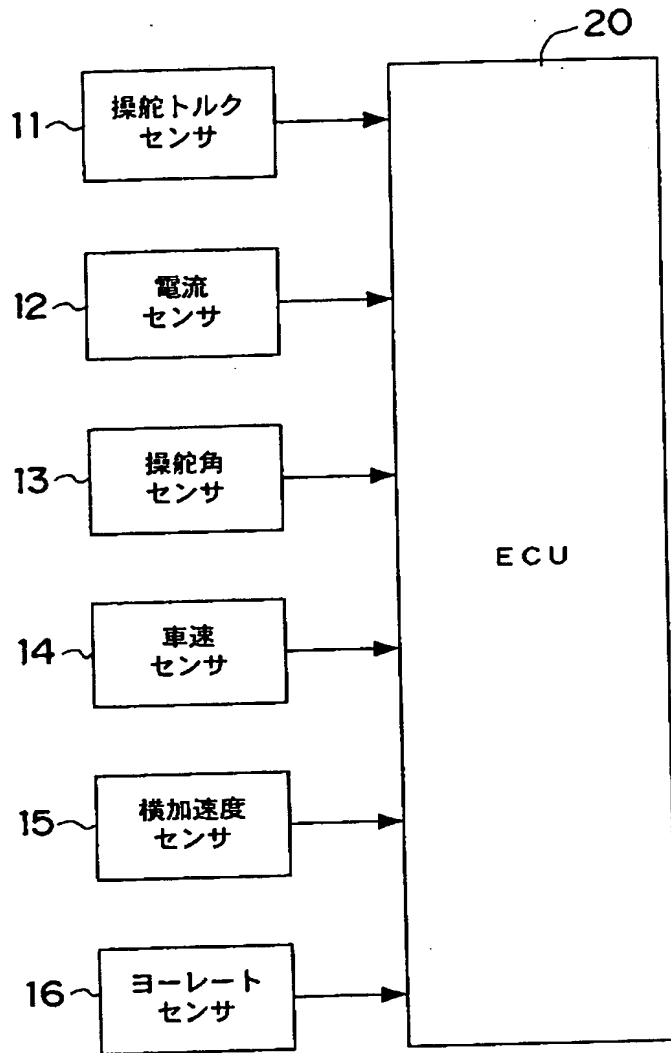 20
11
操舵トルク
センサ
12
電流
センサ
13
操舵角
センサ
14
車速
センサ
15
横加速度
センサ
16
ヨーレート
センサ
ECU